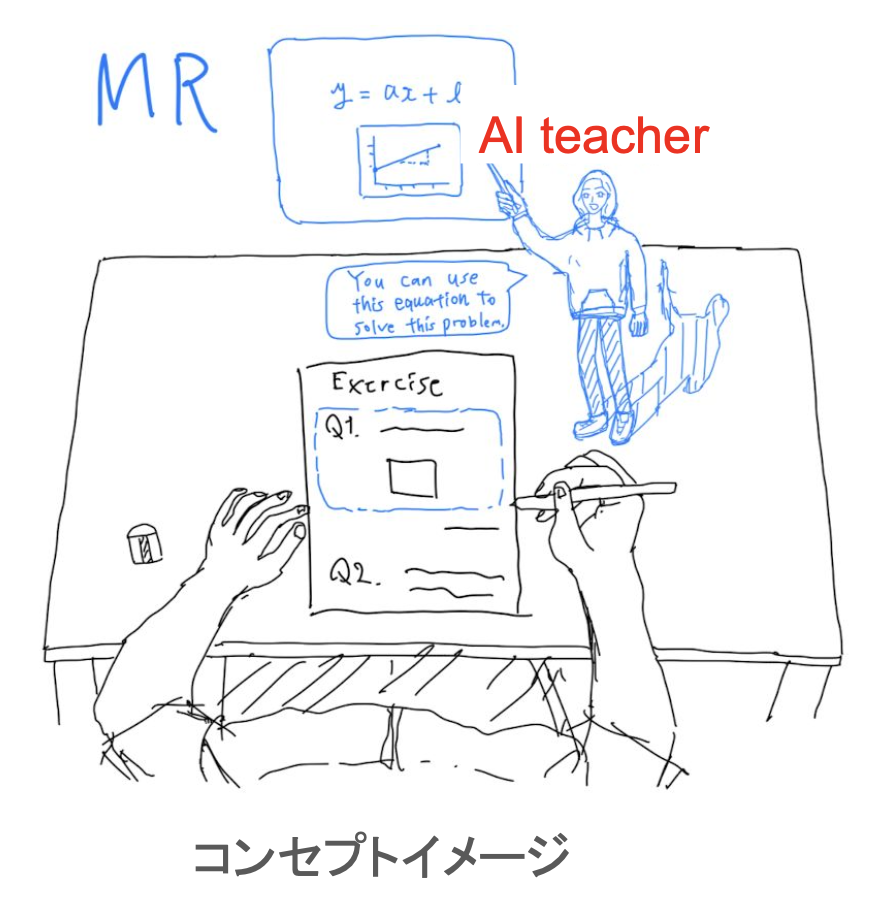 MR
y = ax + l
AI teacher
You can use
this equation to
solve this problem.
Exercise
Q1.
Q2.
コンセプトイメージ